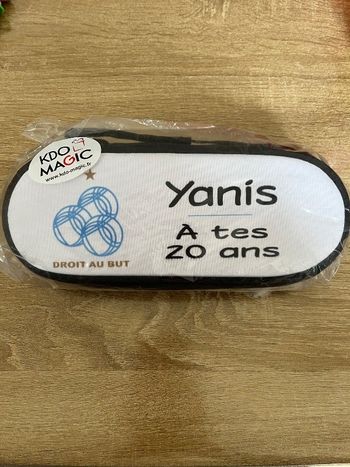 KDO
MAGIC
www.kdo-magic.fr
Yanis
A tes
20 ans
DROIT AU BUT